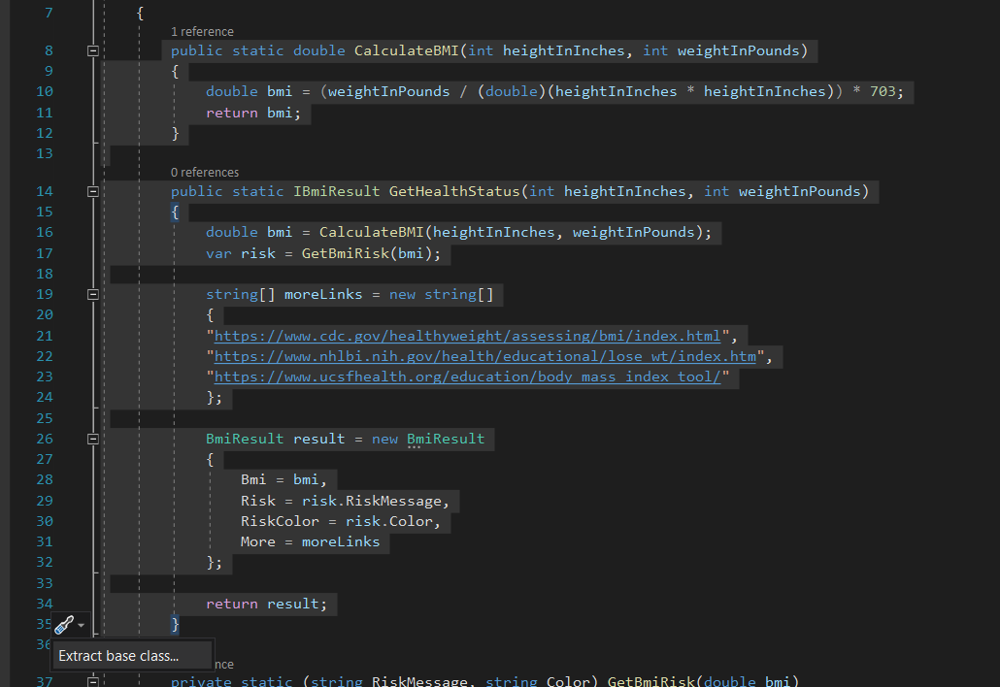 7 {
1 reference
8 public static double CalculateBMI(int heightInInches, int weightInPounds)
9 {
10 double bmi = (weightInPounds / (double)(heightInInches * heightInInches)) * 703;
11 return bmi;
12 }
13
0 references
14 public static IBmiResult GetHealthStatus(int heightInInches, int weightInPounds)
15 {
16 double bmi = CalculateBMI(heightInInches, weightInPounds);
17 var risk = GetBmiRisk(bmi);
18
19 string[] moreLinks = new string[]
20 {
21 "https://www.cdc.gov/healthyweight/assessing/bmi/index.html",
22 "https://www.nhlbi.nih.gov/health/educational/lose_wt/index.htm",
23 "https://www.ucsfhealth.org/education/body_mass_index_tool/"
24 };
25
26 BmiResult result = new BmiResult
27 {
28 Bmi = bmi,
29 Risk = risk.RiskMessage,
30 RiskColor = risk.Color,
31 More = moreLinks
32 };
33
34 return result;
35 }
36
Extract base class...
nce
37 private static (string RiskMessage, string Color) GetBmiRisk(double bmi)